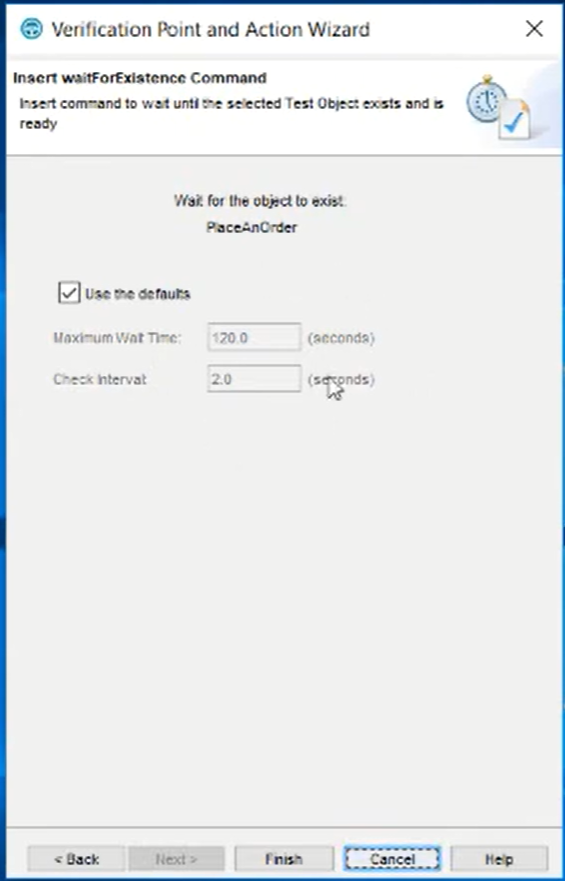 Verification Point and Action Wizard
Insert waitForExistence Command
Insert command to wait until the selected Test Object exists and is
ready
Wait for the object to exist:
PlaceAnOrder
Use the defaults
Maximum Wait Time: 120.0 (seconds)
Check Interval: 2.0 (seconds)
< Back Next > Finish Cancel Help